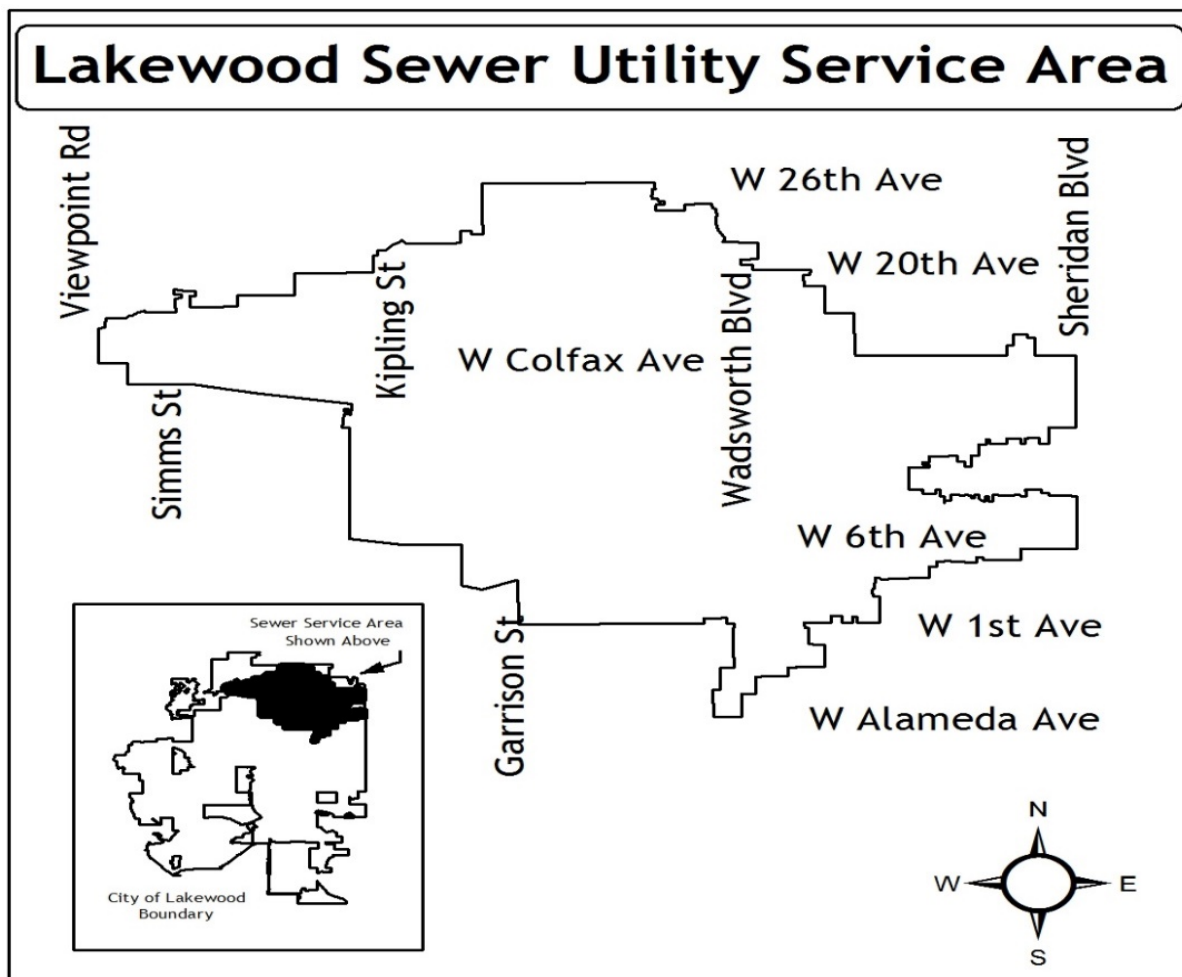 Lakewood Sewer Utility Service Area
Viewpoint Rd
Sheridan Blvd
W 26th Ave
W 20th Ave
Kipling St
Wadsworth Blvd
W Colfax Ave
Simms St
W 6th Ave
W 1st Ave
Garrison St
W Alameda Ave
Sewer Service Area
Shown Above
City of Lakewood
Boundary
N
W
E
S